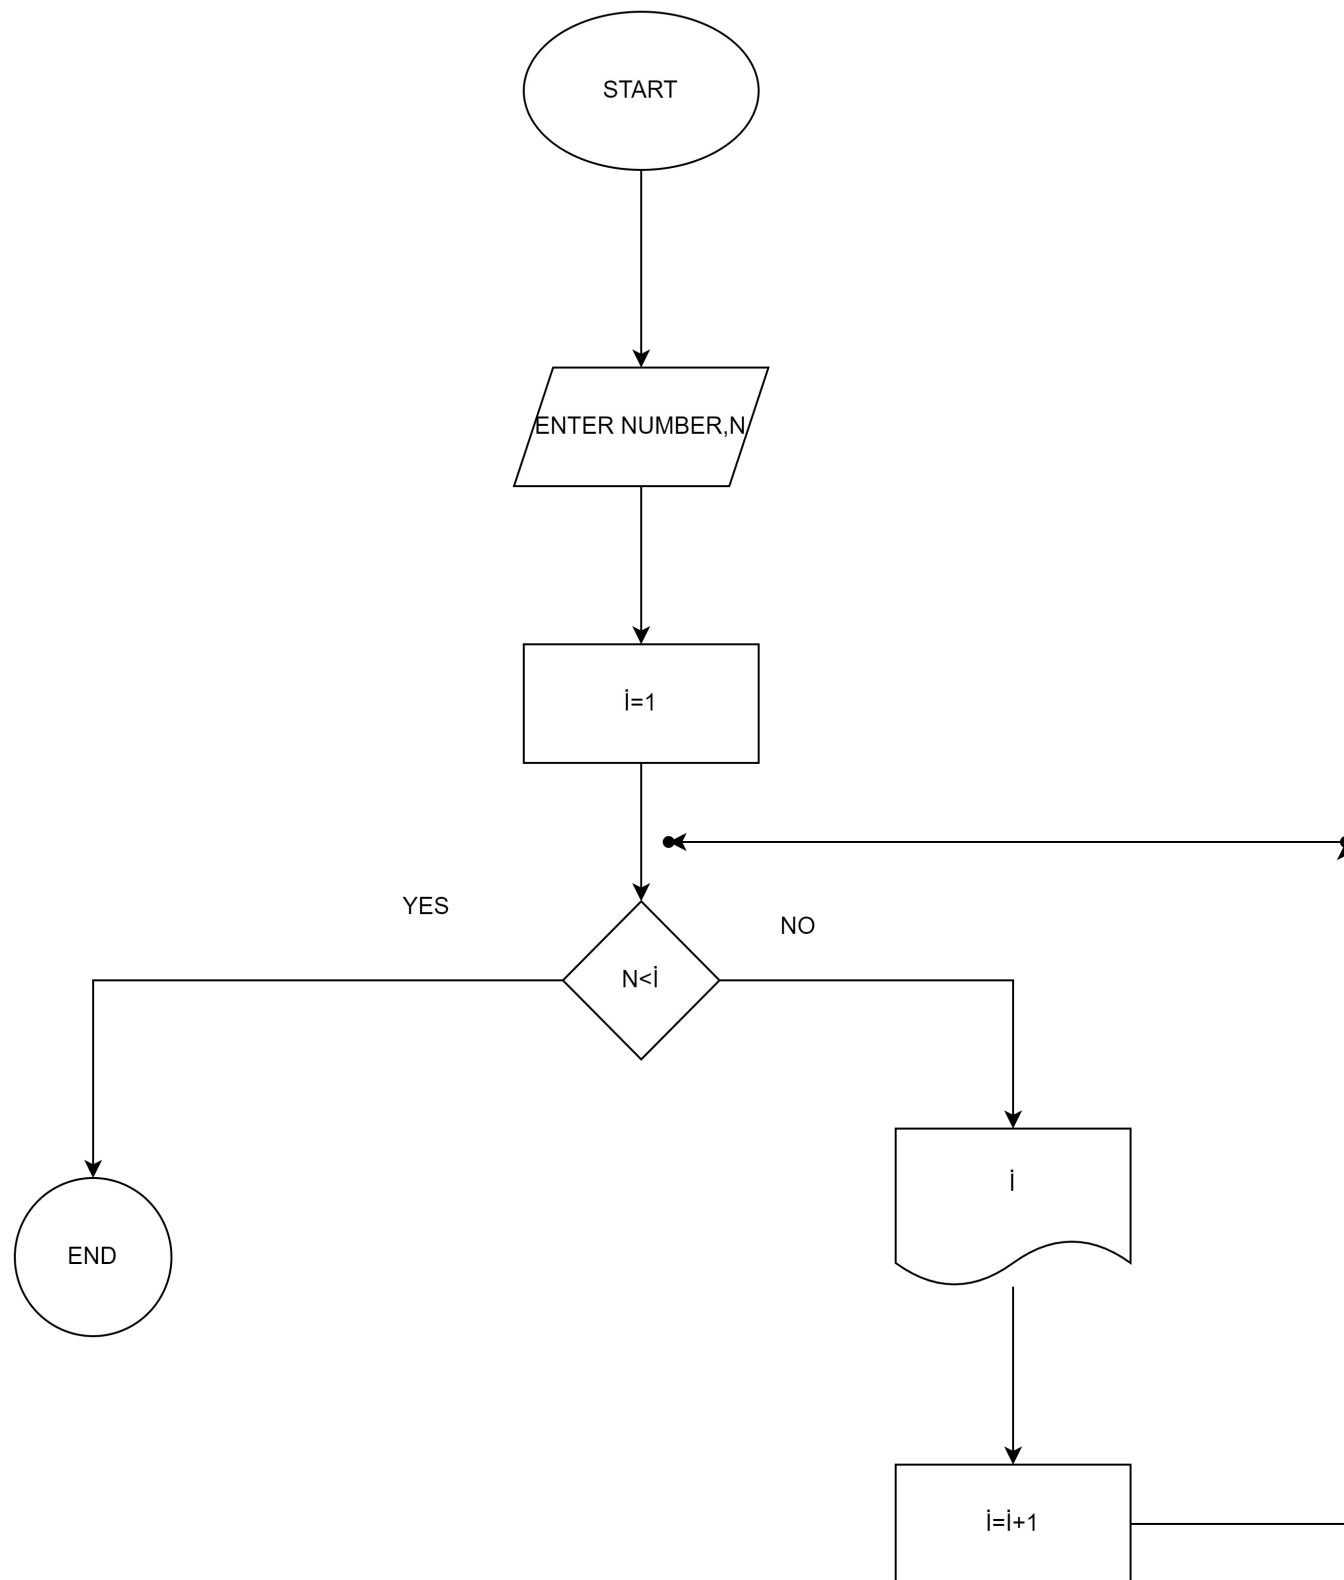 START
ENTER NUMBER,N
İ=1
YES
NO
N<İ
İ
END
İ=İ+1